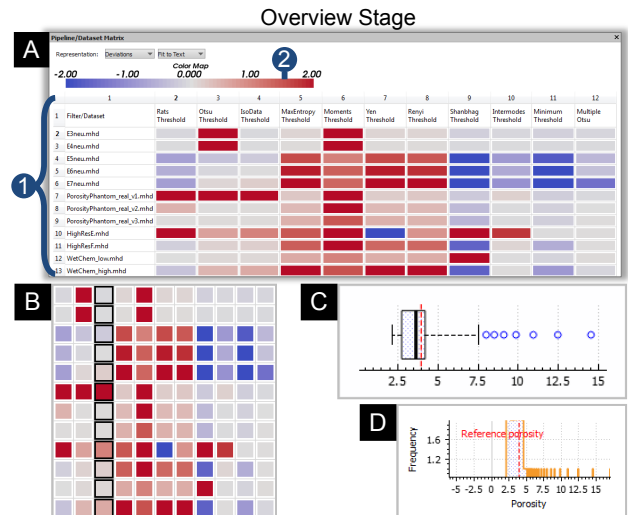 Overview Stage
A
Pipeline/Dataset Matrix
×
Representation: Deviations Fit to Text
2
Color Map
-2.00 -1.00 0.000 1.00 2.00
1 2 3 4 5 6 7 8 9 10 11 12
1 Filter/Dataset Rats Threshold Otsu Threshold IsoData Threshold MaxEntropy Threshold Moments Threshold Yen Threshold Renyi Threshold Shanbhag Threshold Intermodes Threshold Minimum Threshold Multiple Otsu
1
2 E3neu.mhd
3 E4neu.mhd
4 E5neu.mhd
5 E6neu.mhd
6 E7neu.mhd
7 PorosityPhantom_real_v1.mhd
8 PorosityPhantom_real_v2.mhd
9 PorosityPhantom_real_v3.mhd
10 HighResE.mhd
11 HighResF.mhd
12 WetChem_low.mhd
13 WetChem_high.mhd
B
C
2.5 5 7.5 10 12.5 15
D
Frequency
1.6
1.2
Reference porosity
-5 -2.5 0 2.5 5 7.5 10 12.5 15
Porosity